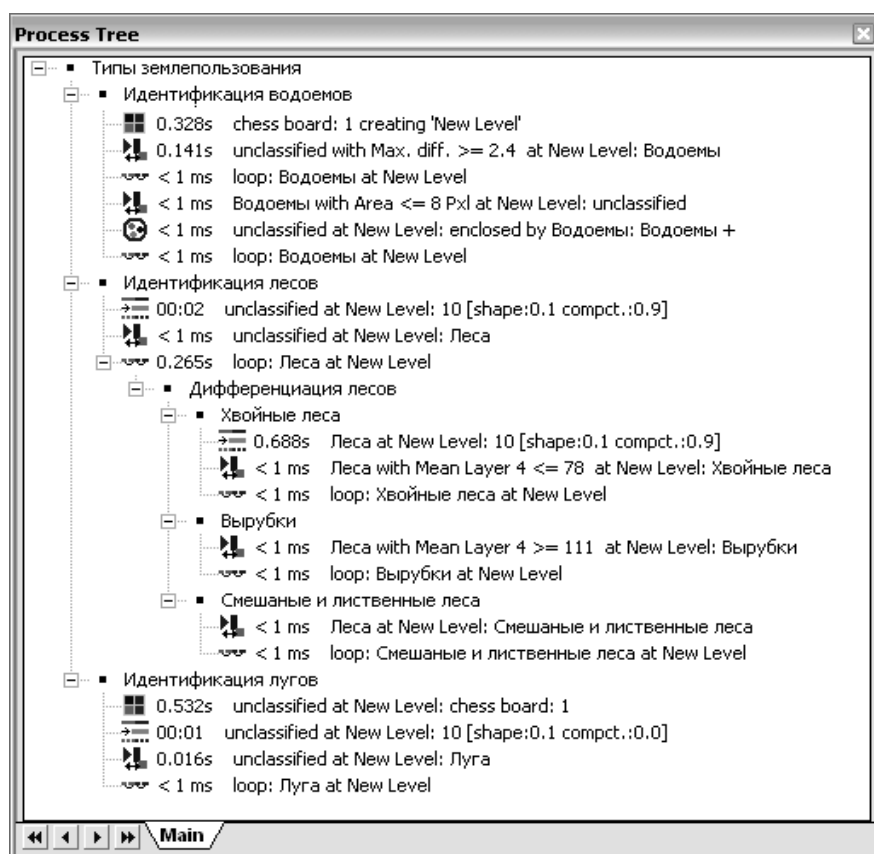 Process Tree
Типы землепользования
Идентификация водоемов
0.328s chess board: 1 creating 'New Level'
0.141s unclassified with Max. diff. >= 2.4 at New Level: Водоемы
< 1 ms loop: Водоемы at New Level
< 1 ms Водоемы with Area <= 8 Pxl at New Level: unclassified
< 1 ms unclassified at New Level: enclosed by Водоемы: Водоемы +
< 1 ms loop: Водоемы at New Level
Идентификация лесов
00:02 unclassified at New Level: 10 [shape:0.1 compct.:0.9]
< 1 ms unclassified at New Level: Леса
0.265s loop: Леса at New Level
Дифференциация лесов
Хвойные леса
0.688s Леса at New Level: 10 [shape:0.1 compct.:0.9]
< 1 ms Леса with Mean Layer 4 <= 78 at New Level: Хвойные леса
< 1 ms loop: Хвойные леса at New Level
Вырубки
< 1 ms Леса with Mean Layer 4 >= 111 at New Level: Вырубки
< 1 ms loop: Вырубки at New Level
Смешаные и лиственные леса
< 1 ms Леса at New Level: Смешаные и лиственные леса
< 1 ms loop: Смешаные и лиственные леса at New Level
Идентификация лугов
0.532s unclassified at New Level: chess board: 1
00:01 unclassified at New Level: 10 [shape:0.1 compct.:0.0]
0.016s unclassified at New Level: Луга
< 1 ms loop: Луга at New Level
Main